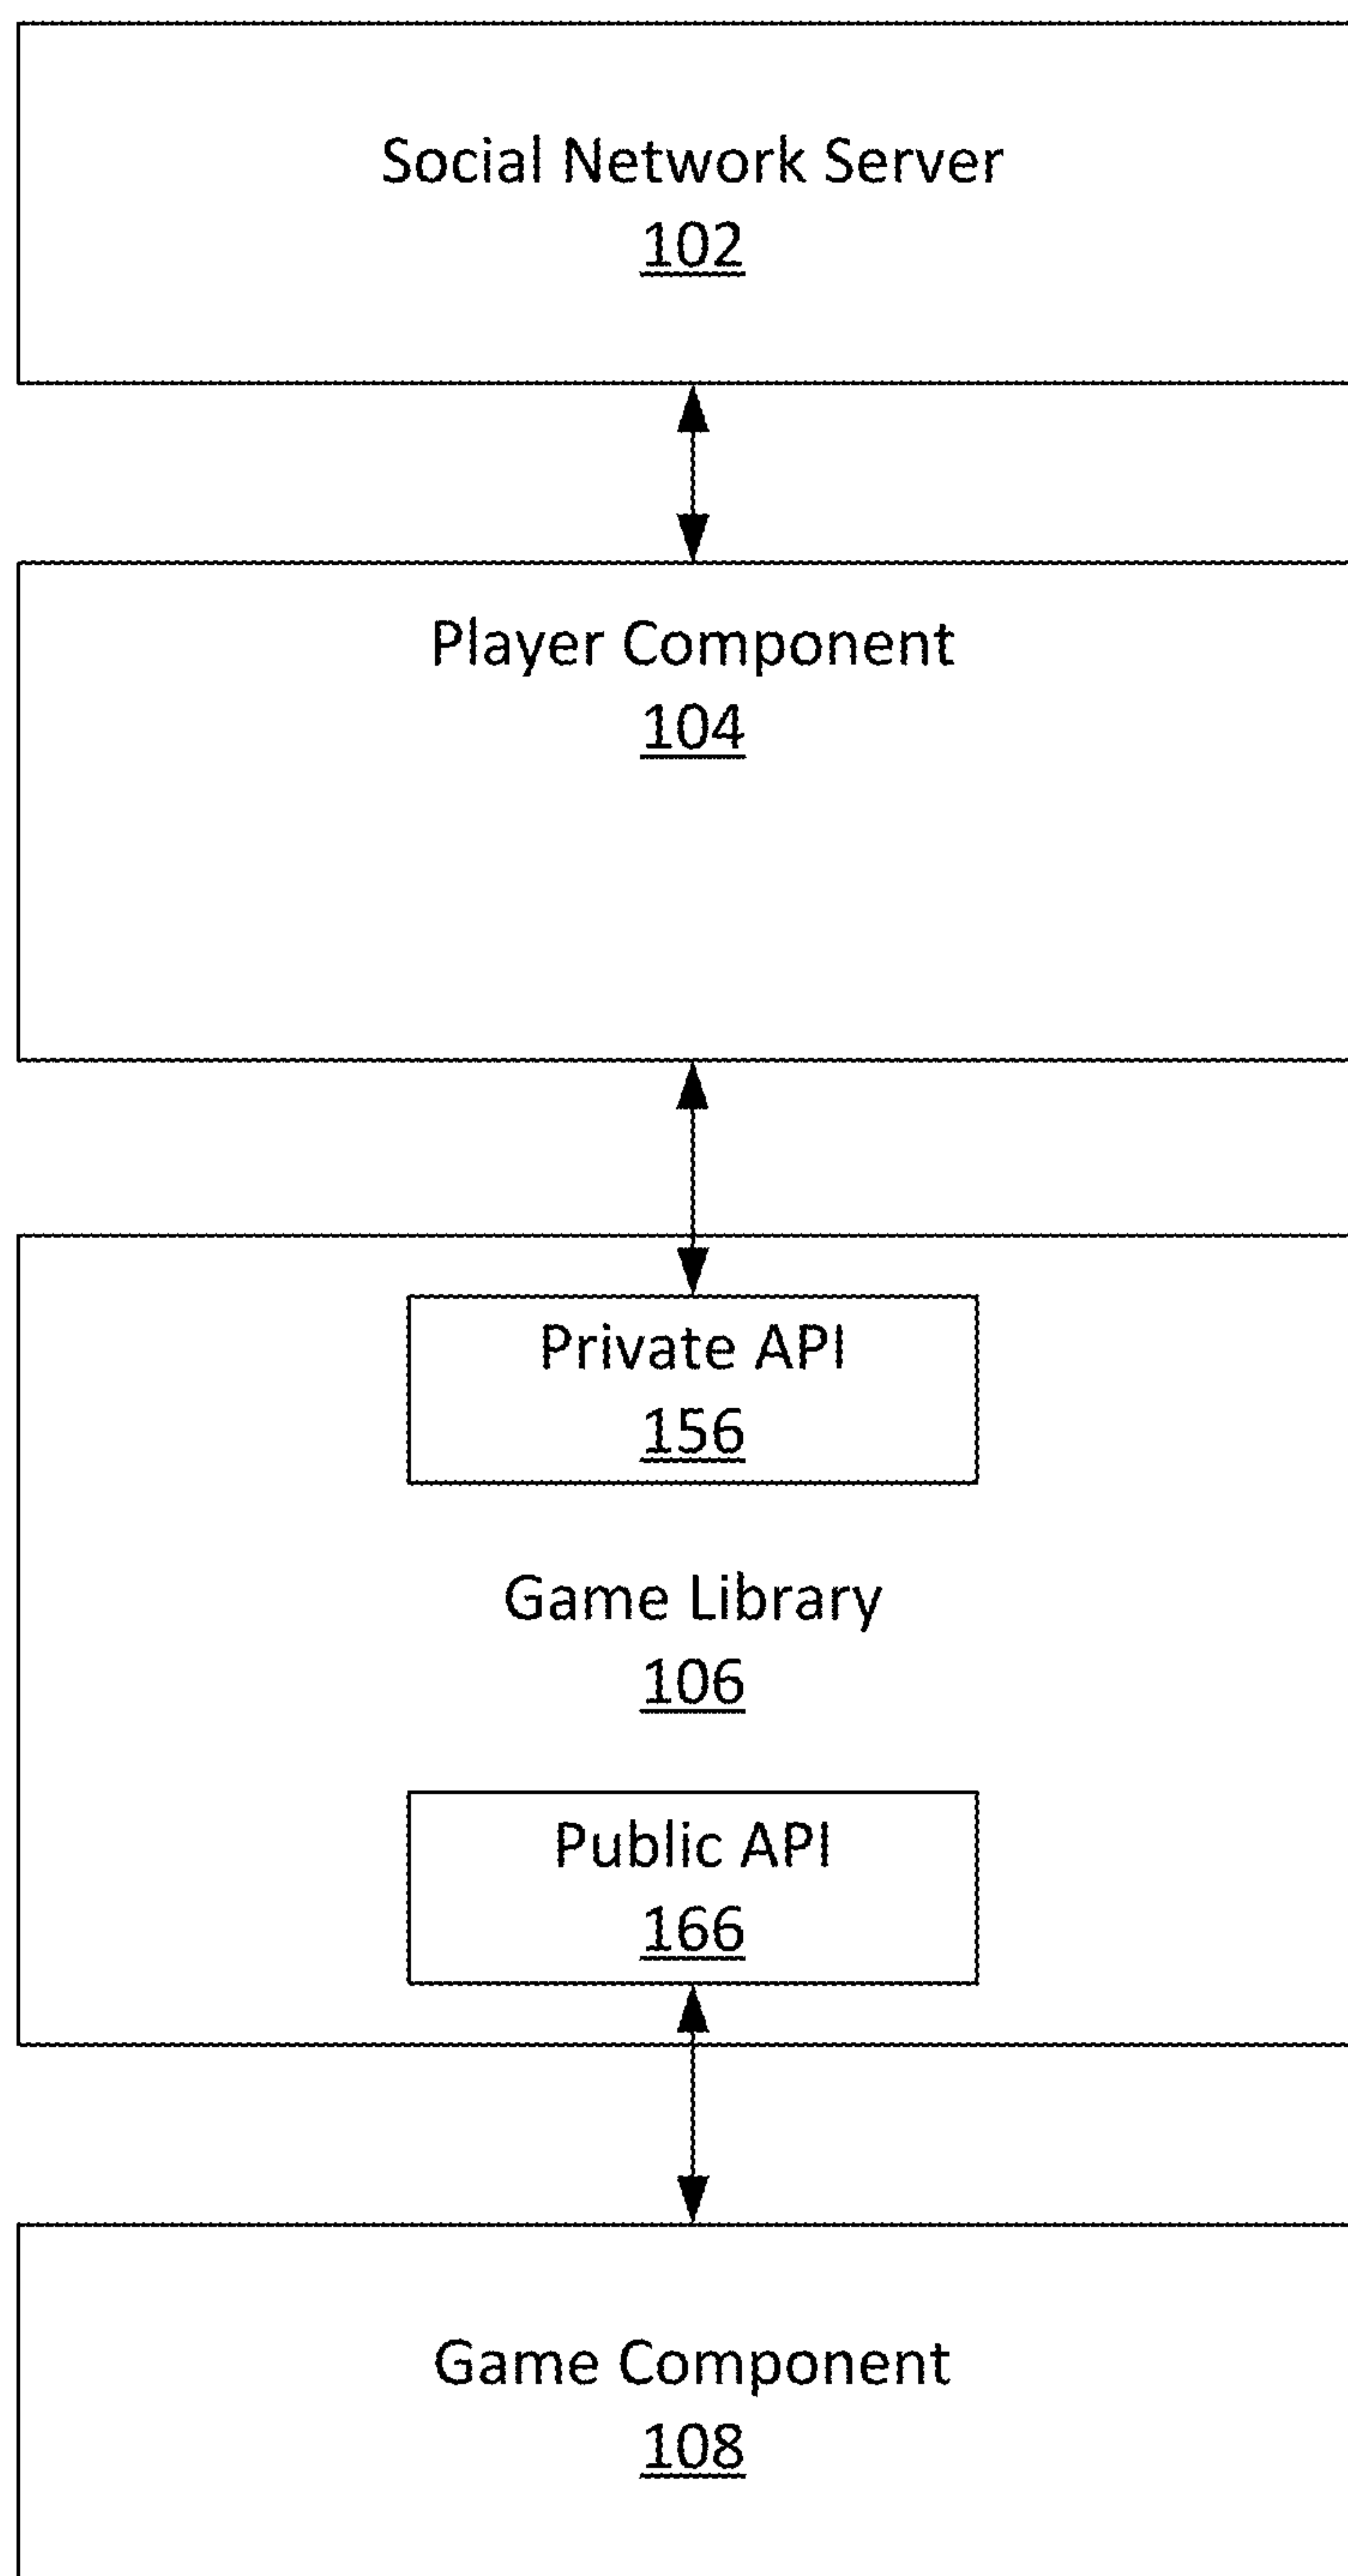 Social Network Server
102
Player Component
104
Private API
156
Game Library
106
Public API
166
Game Component
108